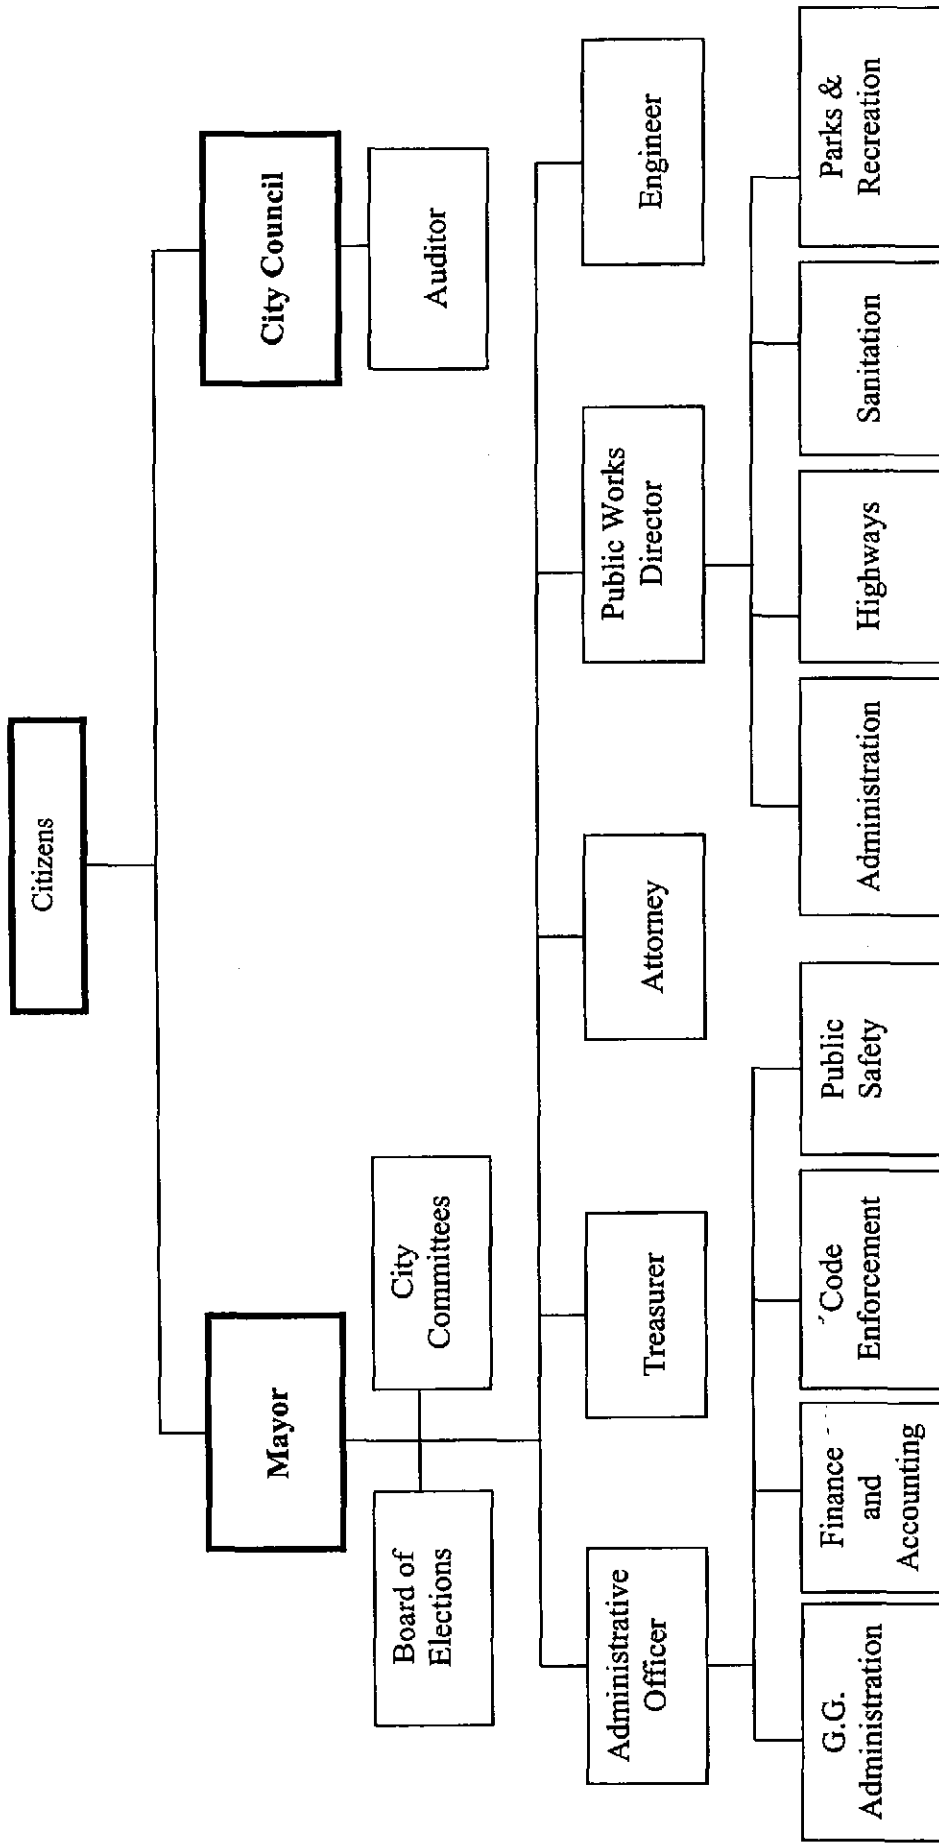 Citizens
Mayor
City Council
Board of
Elections
City
Committees
Auditor
Administrative
Officer
Treasurer
Attorney
Public Works
Director
Engineer
G.G.
Administration
Finance
and
Accounting
Code
Enforcement
Public
Safety
Administration
Highways
Sanitation
Parks &
Recreation